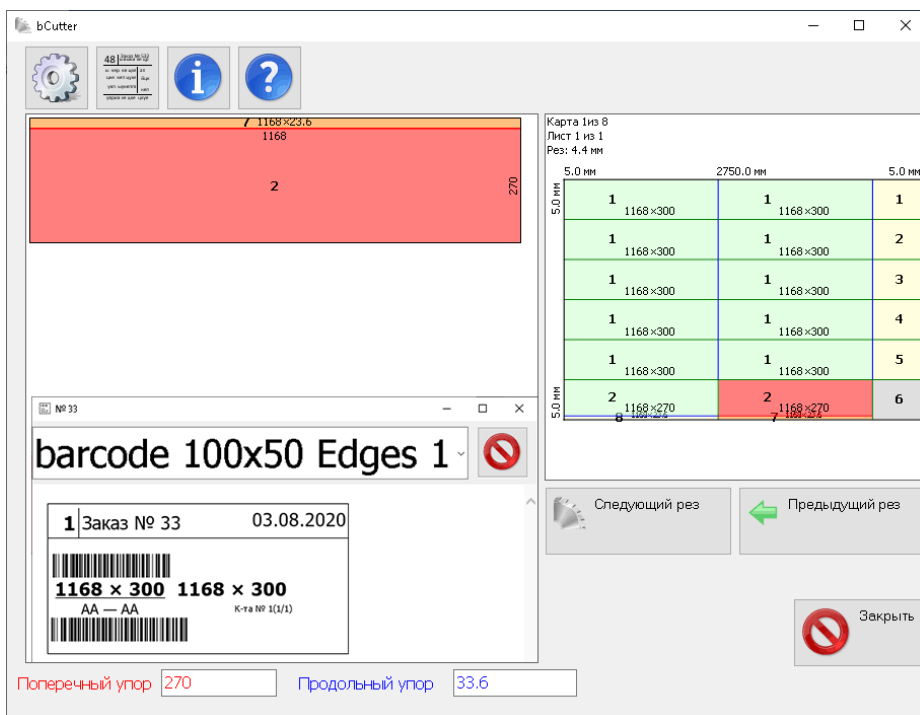 bCutter
48 Заказ №533
7 1168×23.6
1168
2
270
Карта 1из 8
Лист 1 из 1
Рез: 4.4 мм
5.0 мм 2750.0 мм 5.0 мм
5.0 мм
1 1168×300 1 1168×300 1
1 1168×300 1 1168×300 2
1 1168×300 1 1168×300 3
1 1168×300 1 1168×300 4
1 1168×300 1 1168×300 5
2 1168×270 2 1168×270 6
5.0 мм
8 7
№ 33
barcode 100x50 Edges 1
1 Заказ № 33 03.08.2020
1168 × 300 1168 × 300
AA — AA К-та № 1(1/1)
Следующий рез
Предыдущий рез
Закрыть
Поперечный упор 270 Продольный упор 33.6